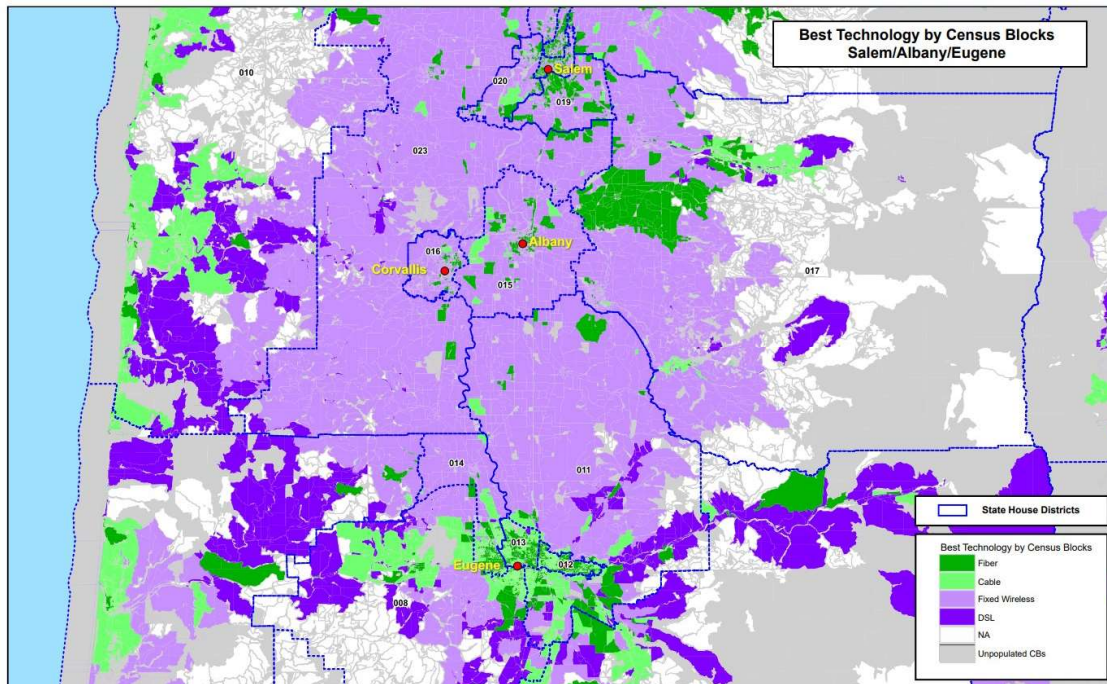 Best Technology by Census Blocks
Salem/Albany/Eugene
010
020
Salem
019
023
016
Albany
Corvallis
015
017
014
011
013
Eugene
012
008
State House Districts
Best Technology by Census Blocks
Fiber
Cable
Fixed Wireless
DSL
NA
Unpopulated CBs